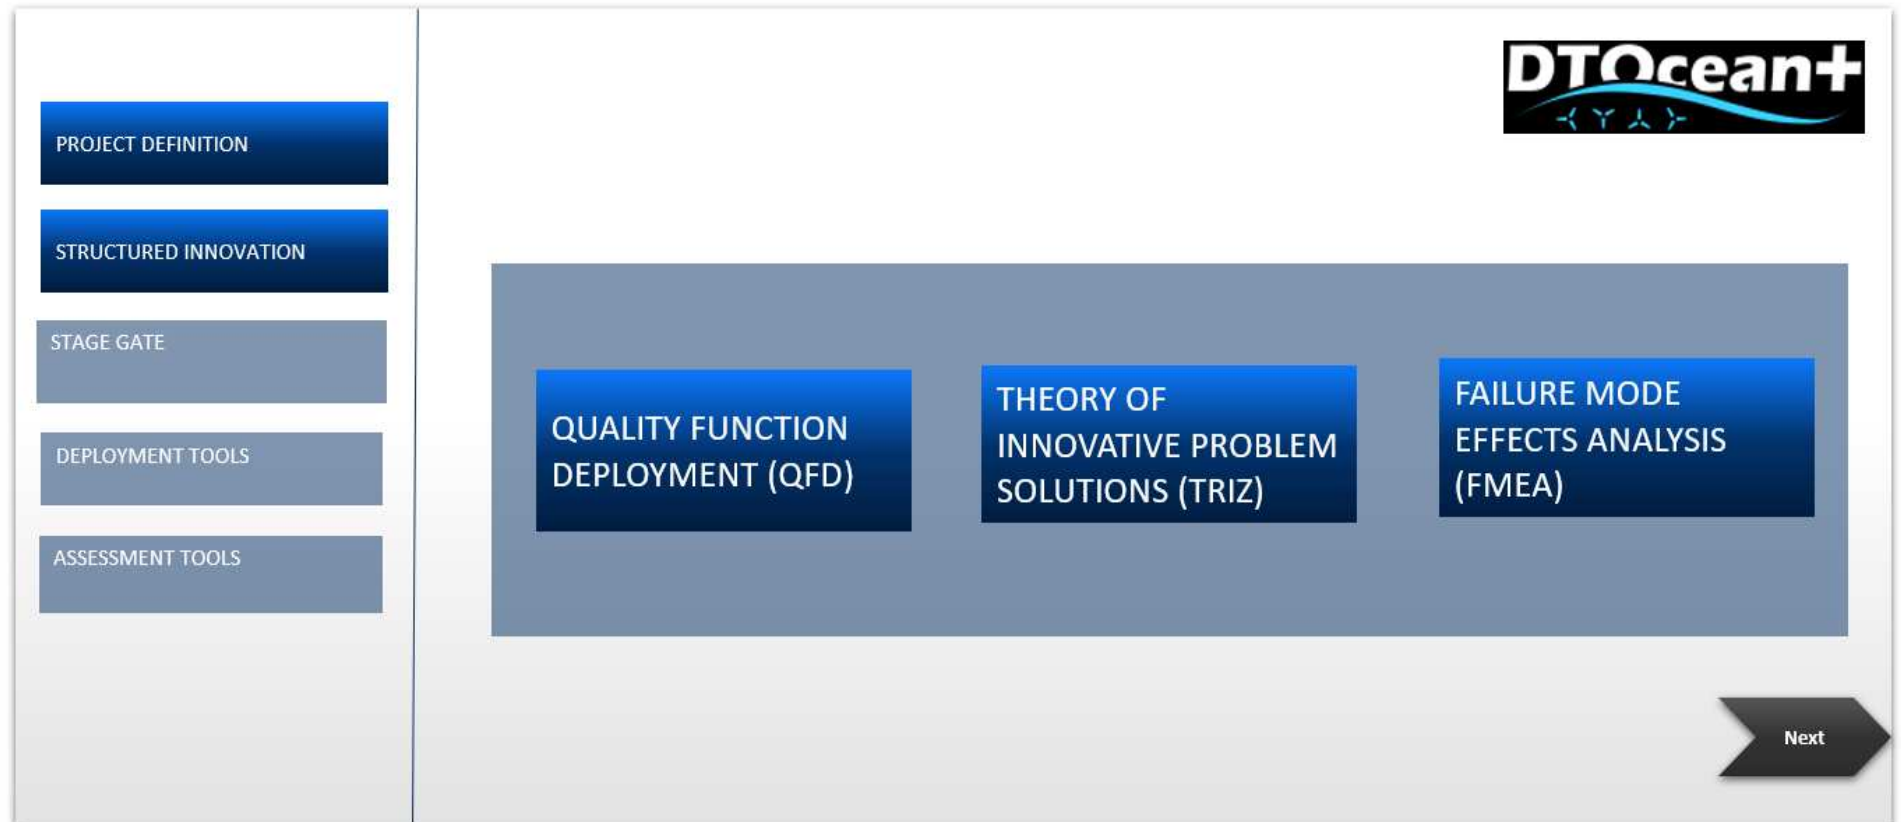 DTOcean+
PROJECT DEFINITION
STRUCTURED INNOVATION
STAGE GATE
DEPLOYMENT TOOLS
ASSESSMENT TOOLS
QUALITY FUNCTION
DEPLOYMENT (QFD)
THEORY OF
INNOVATIVE PROBLEM
SOLUTIONS (TRIZ)
FAILURE MODE
EFFECTS ANALYSIS
(FMEA)
Next